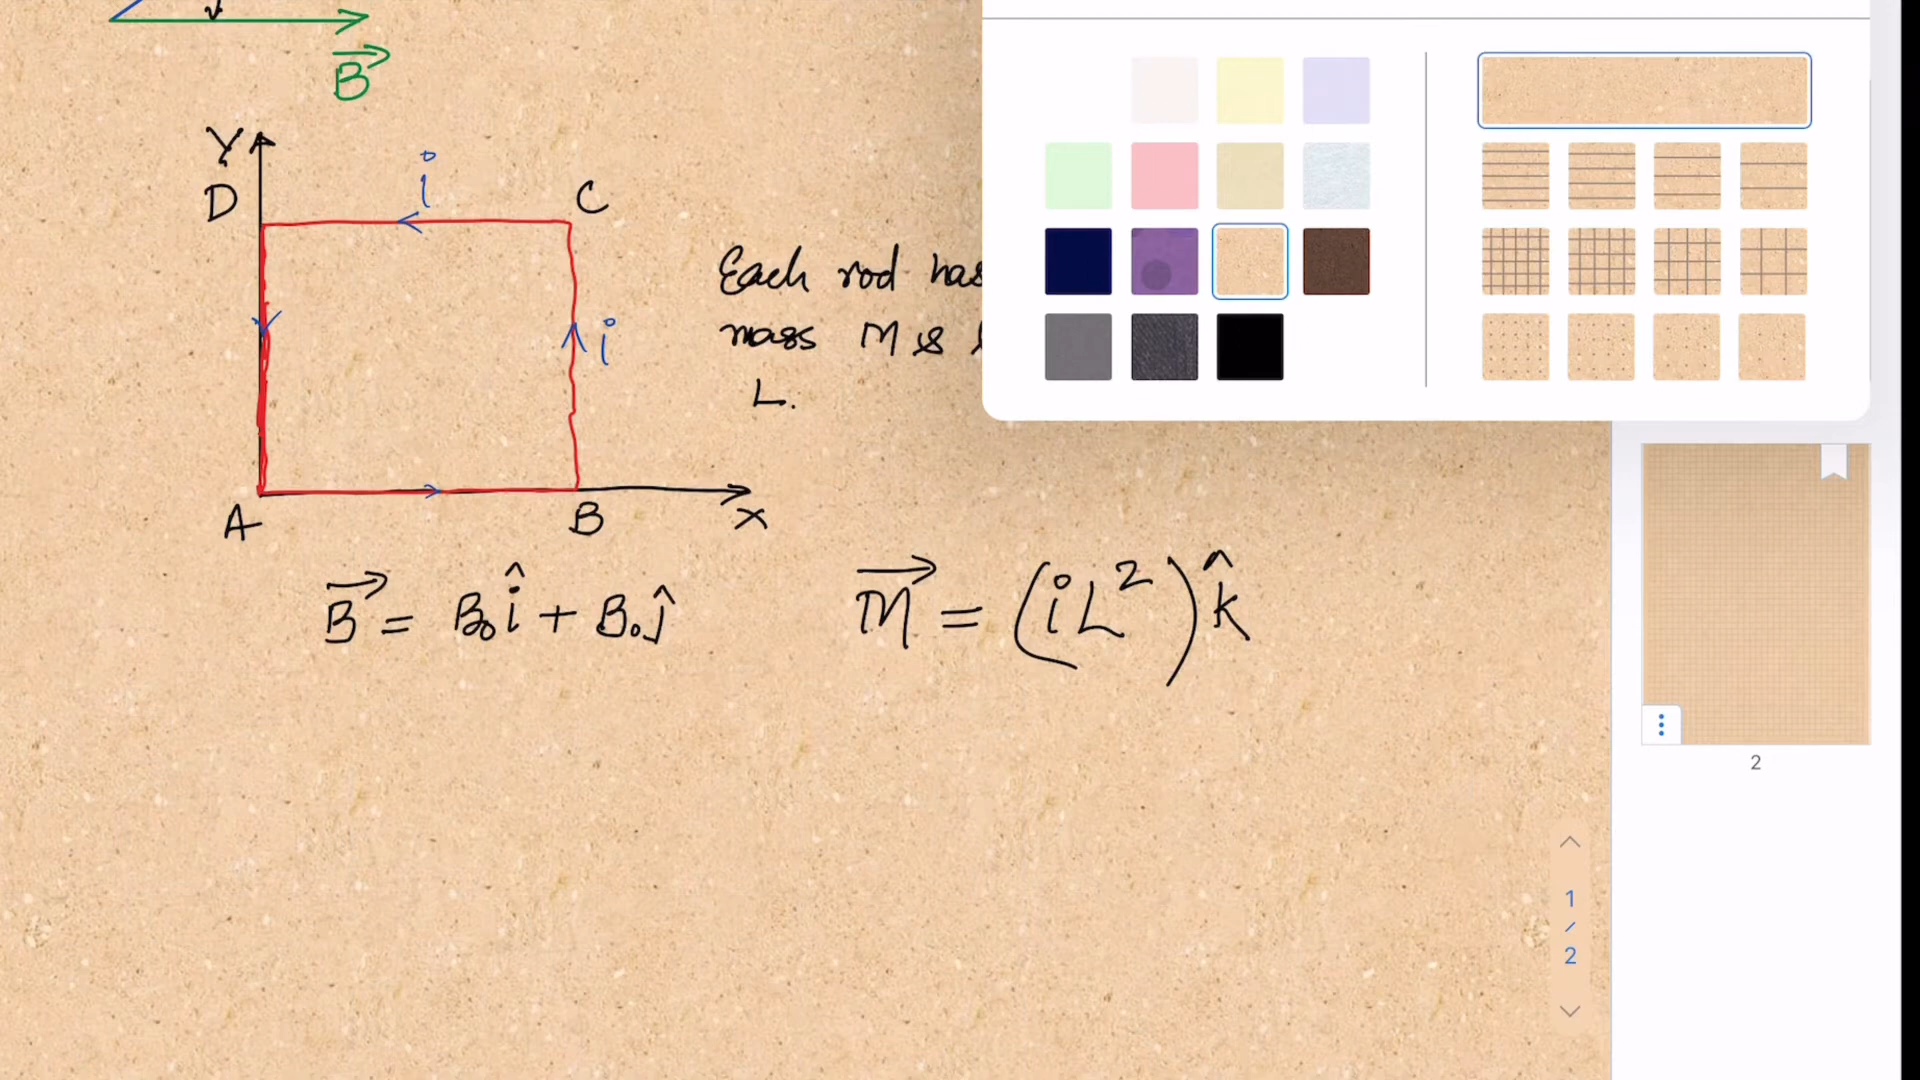 B⃗
Y
D
i
C
Each rod has
i
mass M &
L.
A
B
X
B⃗ = B₀î + B₀ĵ
M⃗ = (iL²)k̂
1
/
2
2